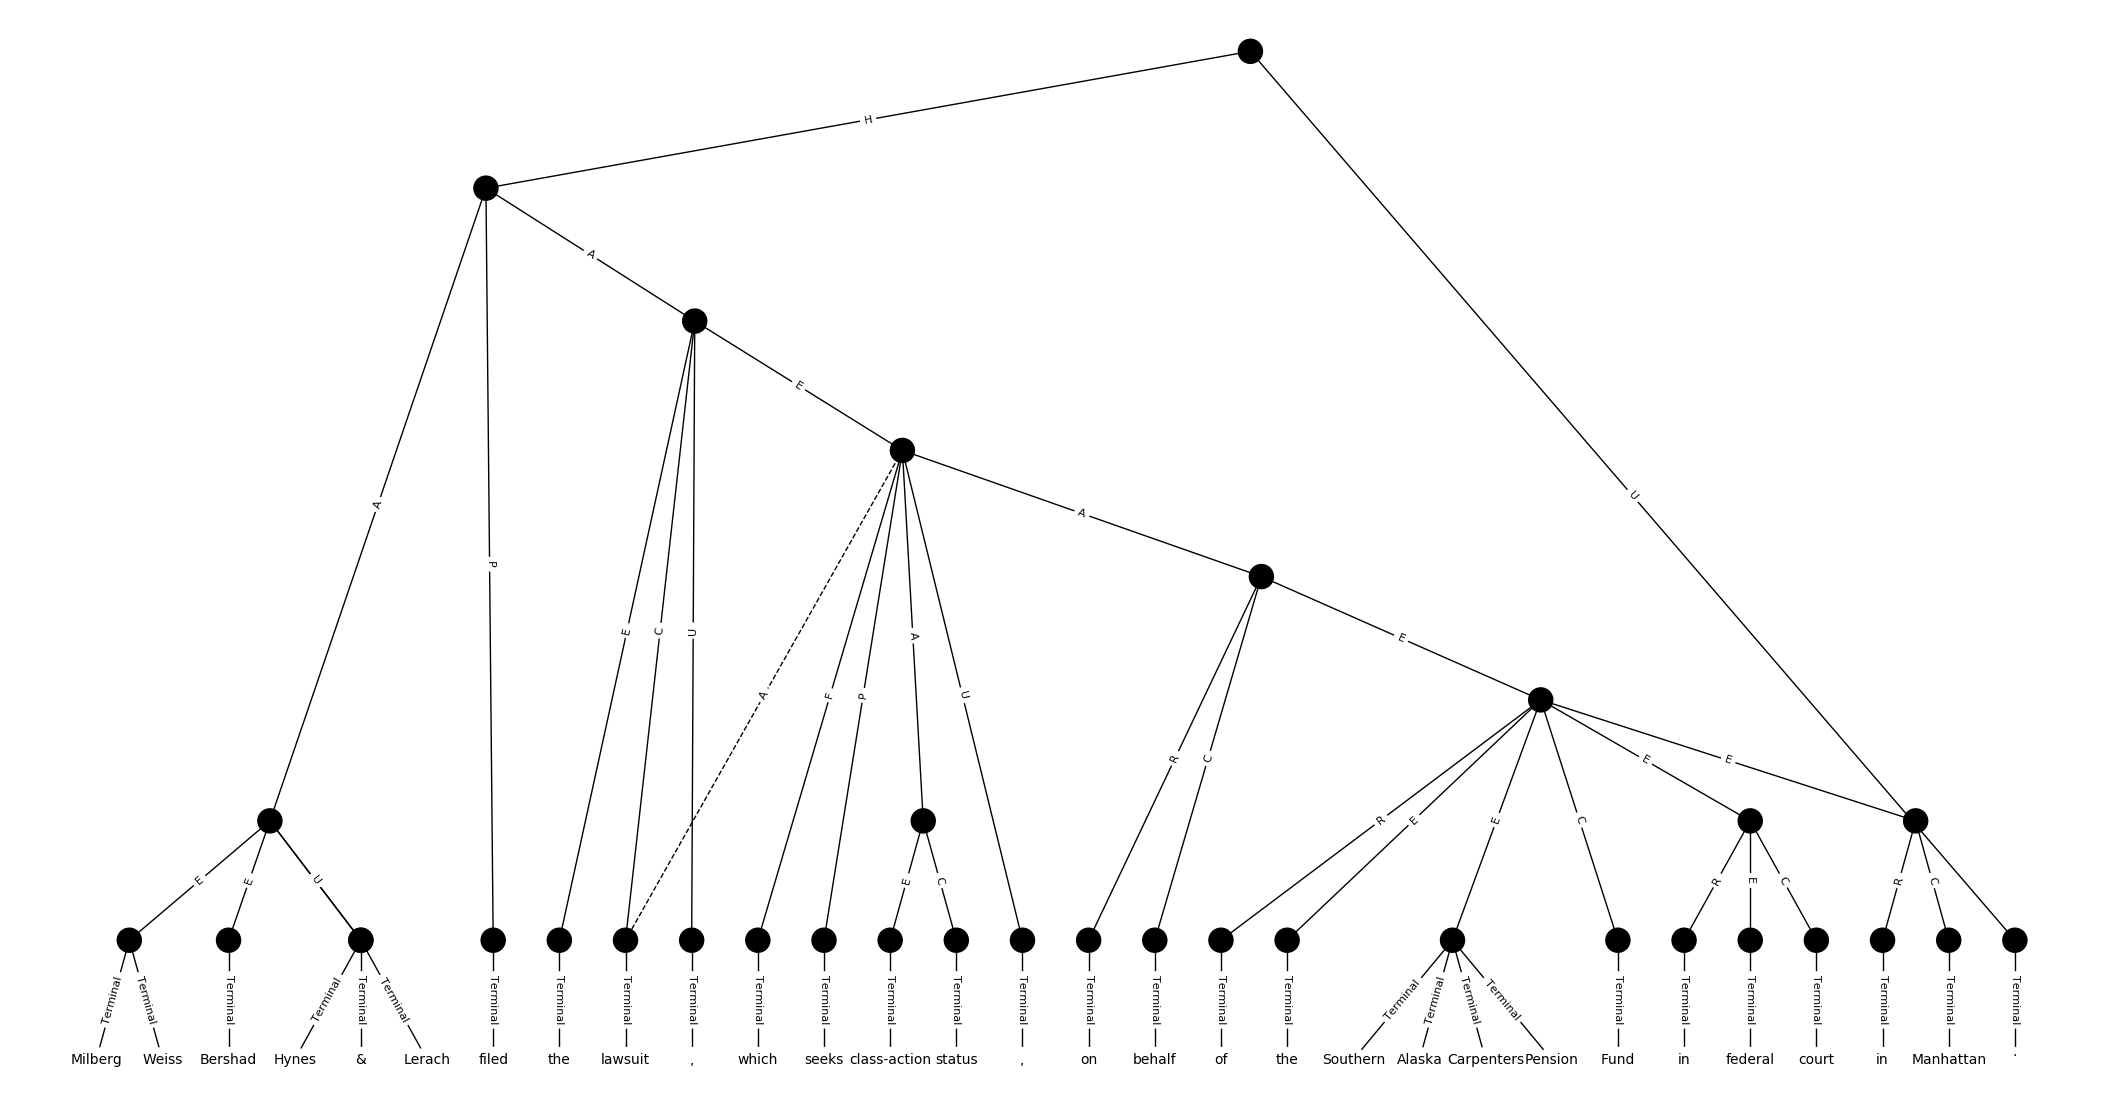 H
A
E
A
U
A
P
E
C
U
A
F
P
A
U
E
R
C
R
E
E
C
E
E
E
E
U
E
C
R
E
C
R
C
Terminal Terminal Terminal Terminal Terminal Terminal Terminal Terminal Terminal Terminal Terminal Terminal Terminal Terminal Terminal Terminal Terminal Terminal Terminal Terminal Terminal Terminal Terminal Terminal Terminal Terminal Terminal Terminal Terminal Terminal
Milberg Weiss Bershad Hynes & Lerach filed the lawsuit , which seeks class-action status , on behalf of the Southern Alaska Carpenters Pension Fund in federal court in Manhattan .